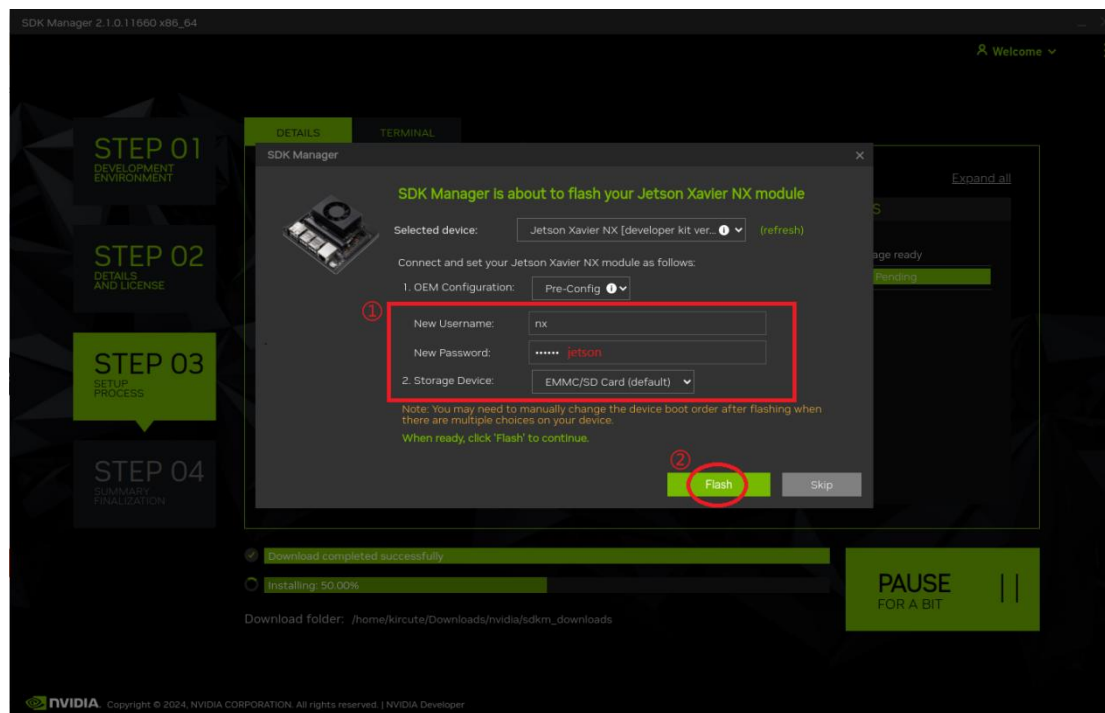 SDK Manager 2.1.0.11660 x86_64
Welcome
STEP 01
DEVELOPMENT
ENVIRONMENT
STEP 02
DETAILS
AND LICENSE
STEP 03
SETUP
PROCESS
STEP 04
SUMMARY
FINALIZATION
DETAILS TERMINAL
Expand all
S
age ready
Pending
SDK Manager
SDK Manager is about to flash your Jetson Xavier NX module
Selected device: Jetson Xavier NX [developer kit ver... (refresh)
Connect and set your Jetson Xavier NX module as follows:
1. OEM Configuration: Pre-Config
①
New Username: nx
New Password: •••••• jetson
2. Storage Device: EMMC/SD Card (default)
Note: You may need to manually change the device boot order after flashing when
there are multiple choices on your device.
When ready, click 'Flash' to continue.
②
Flash Skip
Download completed successfully
Installing: 50.00%
Download folder: /home/kircute/Downloads/nvidia/sdkm_downloads
PAUSE
FOR A BIT
NVIDIA. Copyright © 2024, NVIDIA CORPORATION. All rights reserved. | NVIDIA Developer